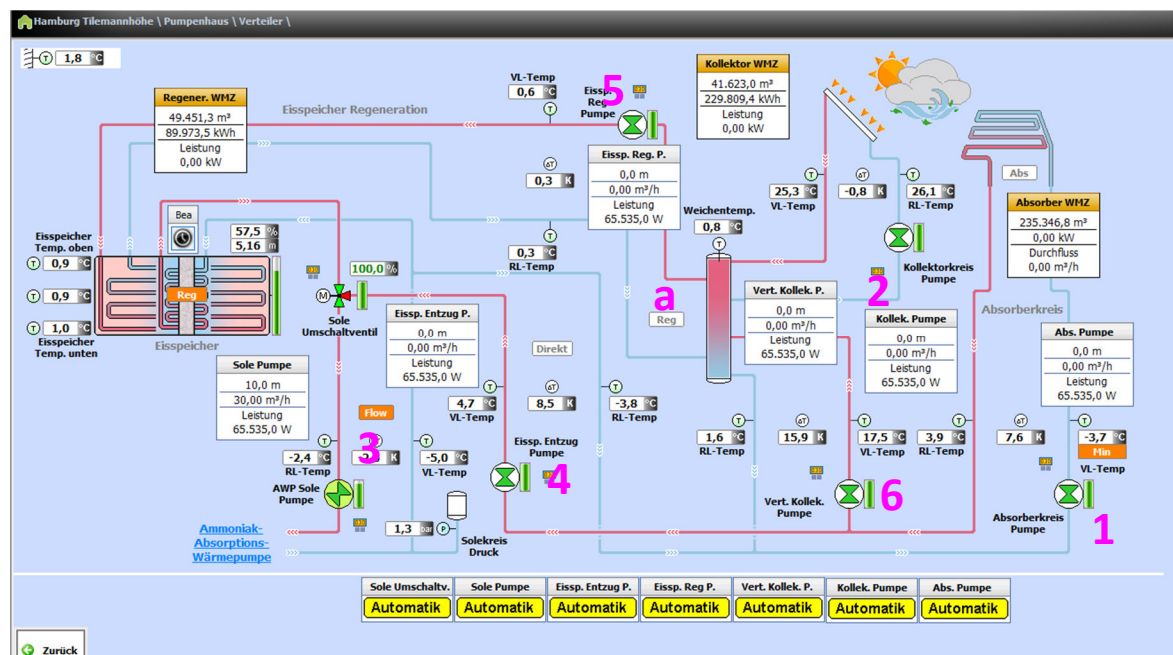 Hamburg Tilemannhöhe \ Pumpenhaus \ Verteiler \
T 1,8 °C
Regener. WMZ
49.451,3 m³
89.973,5 kWh
Leistung
0,00 kW
Eisspeicher Regeneration
VL-Temp
0,6 °C
T
Eissp.
Reg
Pumpe
5
ΔT
0,3 K
Eissp. Reg. P.
0,0 m
0,00 m³/h
Leistung
65.535,0 W
T
0,3 °C
RL-Temp
Kollektor WMZ
41.623,0 m³
229.809,4 kWh
Leistung
0,00 kW
T ΔT T
25,3 °C -0,8 K 26,1 °C
VL-Temp RL-Temp
Kollektorkreis
Pumpe
Abs
Absorber WMZ
235.346,8 m³
0,00 kW
Durchfluss
0,00 m³/h
Absorberkreis
Weichentemp.
0,8 °C
T
a
Reg
2
Bea
57,5 %
5,16 m
Eisspeicher
Temp. oben
T 0,9 °C
T 0,9 °C
T 1,0 °C
Eisspeicher
Temp. unten
Reg
Eisspeicher
100,0 %
M
Sole
Umschaltventil
Eissp. Entzug P.
0,0 m
0,00 m³/h
Leistung
65.535,0 W
Direkt
Vert. Kollek. P.
0,0 m
0,00 m³/h
Leistung
65.535,0 W
Kollek. Pumpe
0,0 m
0,00 m³/h
Leistung
65.535,0 W
Abs. Pumpe
0,0 m
0,00 m³/h
Leistung
65.535,0 W
Sole Pumpe
10,0 m
30,00 m³/h
Leistung
65.535,0 W
Flow
T ΔT T
4,7 °C 8,5 K -3,8 °C
VL-Temp RL-Temp
3
T T
-2,4 °C K -5,0 °C
RL-Temp VL-Temp
AWP Sole
Pumpe
Eissp. Entzug
Pumpe
4
T ΔT T
1,6 °C 15,9 K 17,5 °C
RL-Temp VL-Temp
Vert. Kollek.
Pumpe
6
T ΔT T
3,9 °C 7,6 K -3,7 °C
RL-Temp Min
VL-Temp
Absorberkreis
Pumpe
1
1,3 bar P
Solekreis
Druck
Ammoniak-
Absorptions-
Wärmepumpe
Sole Umschaltv. Sole Pumpe Eissp. Entzug P. Eissp. Reg P. Vert. Kollek. P. Kollek. Pumpe Abs. Pumpe
Automatik Automatik Automatik Automatik Automatik Automatik Automatik
Zurück